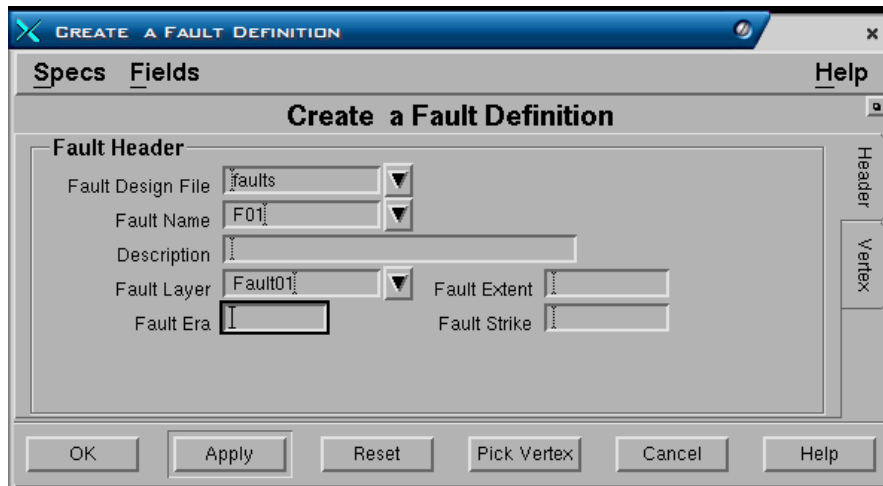 CREATE A FAULT DEFINITION
Specs Fields Help
Create a Fault Definition
Fault Header
Fault Design File faults
Fault Name F01
Description
Fault Layer Fault01 Fault Extent
Fault Era Fault Strike
Header
Vertex
OK Apply Reset Pick Vertex Cancel Help